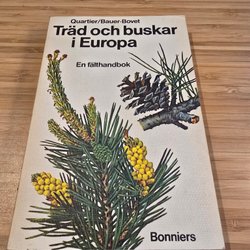 Quartier/Bauer-Bovet
Träd och buskar
i Europa
En fälthandbok
Bonniers